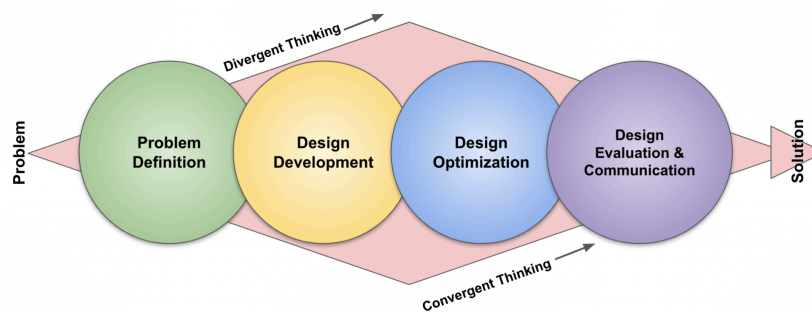 Divergent Thinking
Problem
Problem
Definition
Design
Development
Design
Optimization
Design
Evaluation &
Communication
Solution
Convergent Thinking